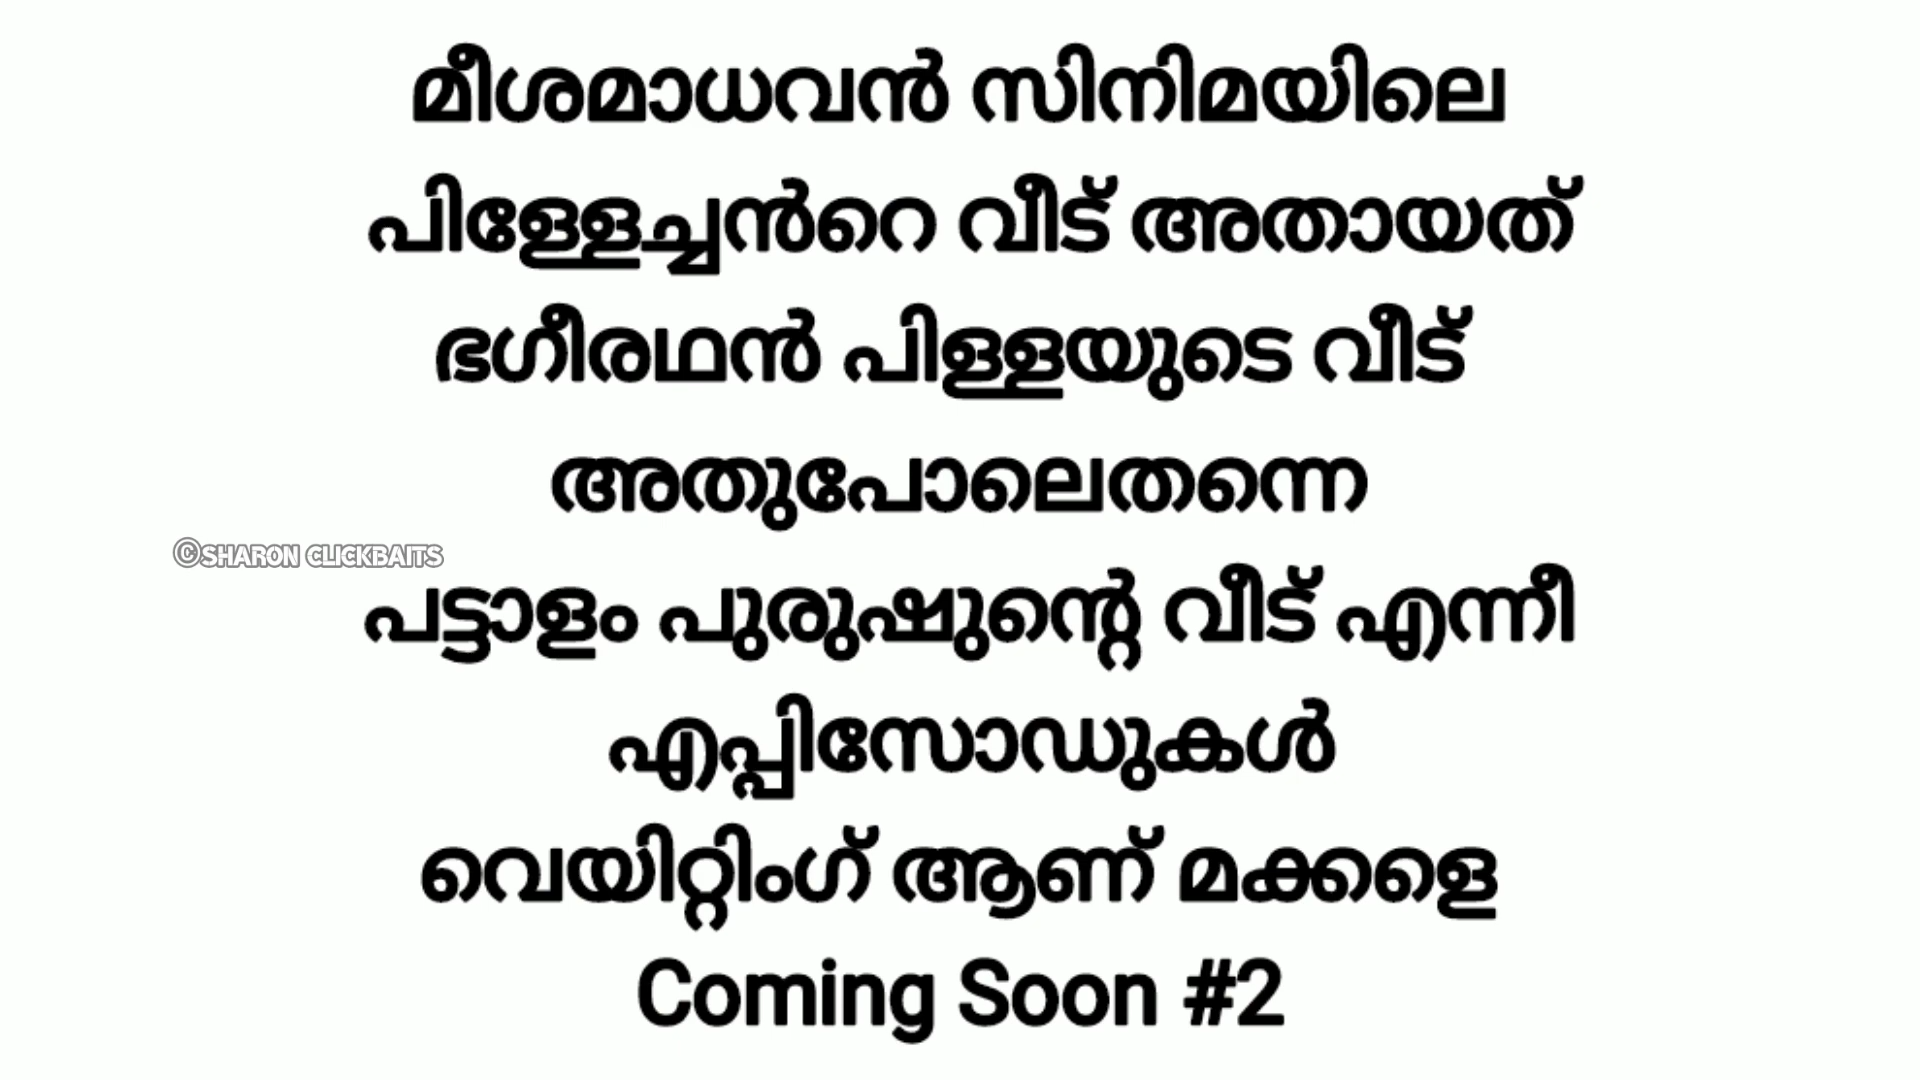 മീശമാധവൻ സിനിമയിലെ
പിള്ളേച്ചൻറെ വീട് അതായത്
ഭഗീരഥൻ പിള്ളയുടെ വീട്
അതുപോലെതന്നെ
©SHARON CLICKBAITS
പട്ടാളം പുരുഷുന്റെ വീട് എന്നീ
എപ്പിസോഡുകൾ
വെയിറ്റിംഗ് ആണ് മക്കളെ
Coming Soon #2